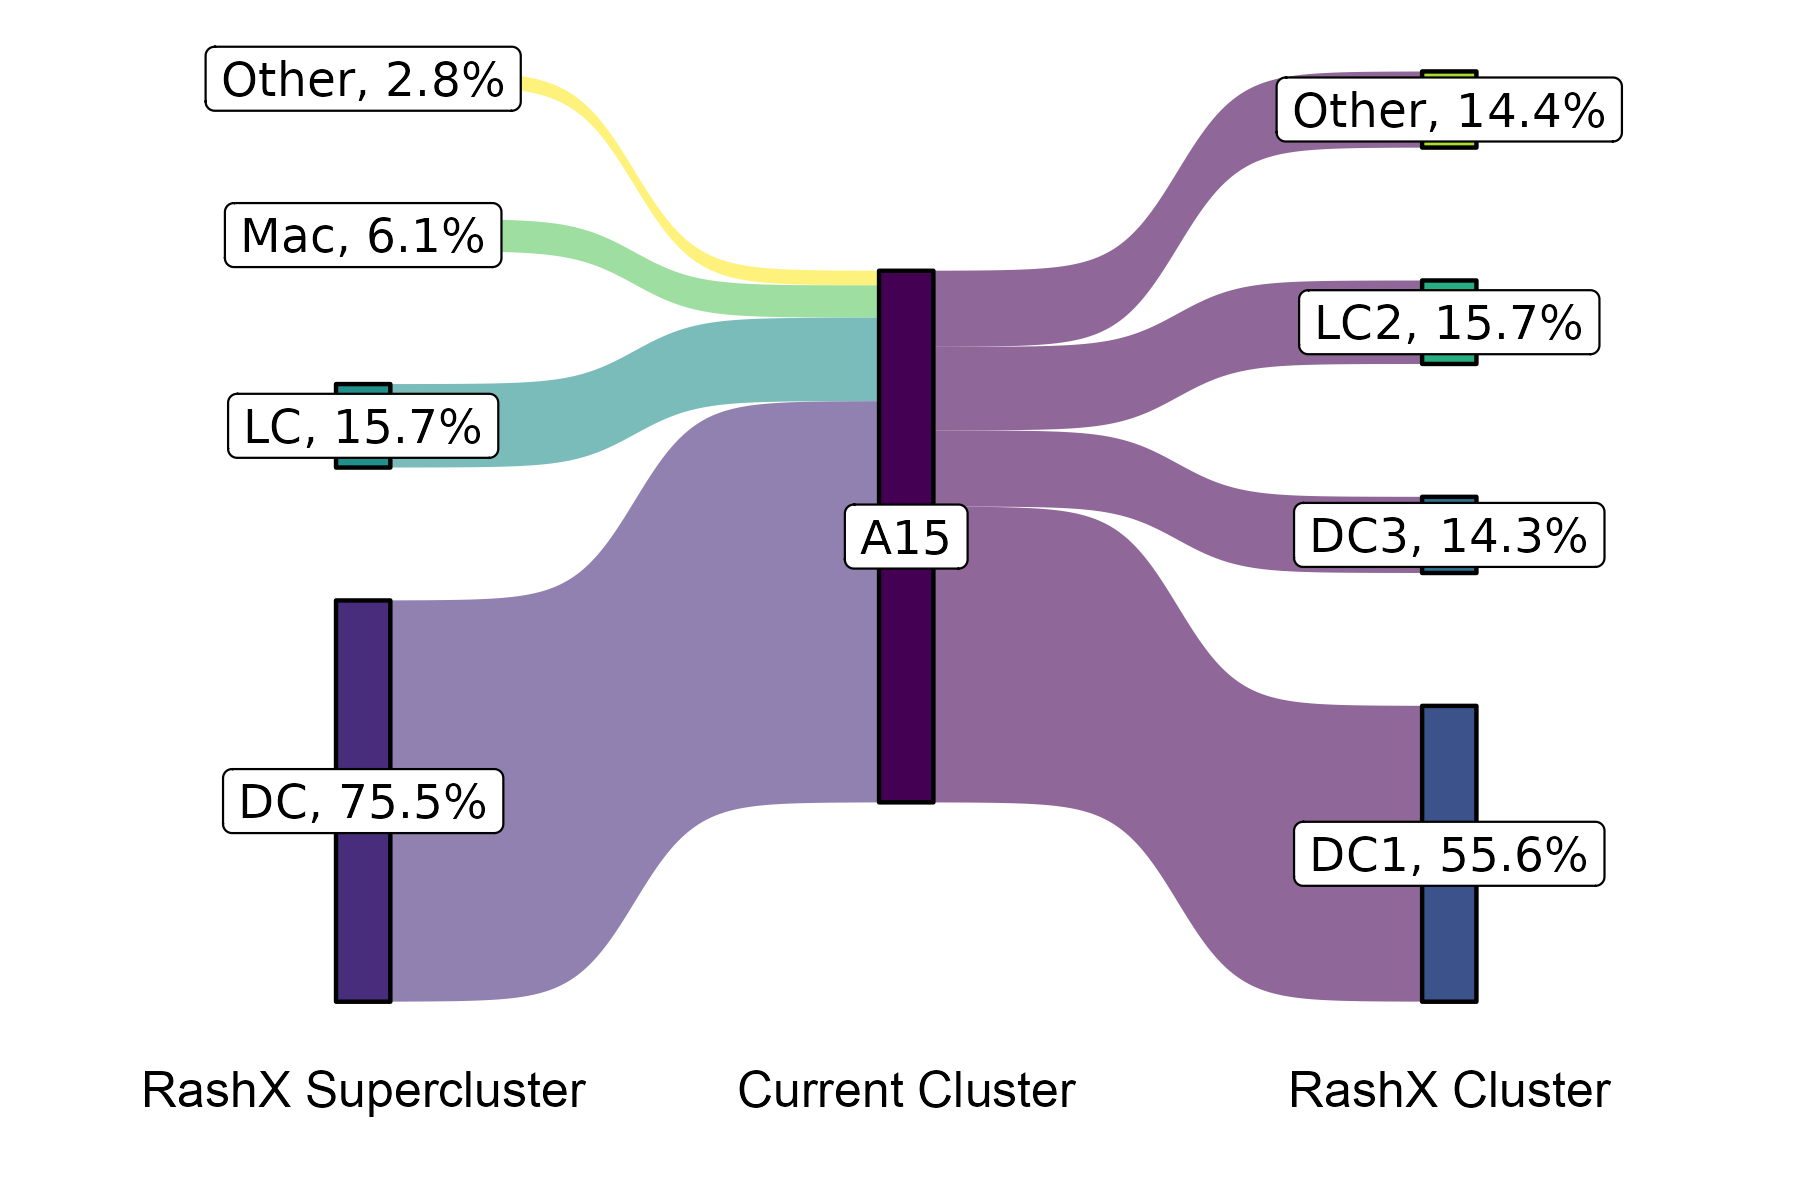 Other, 2.8%
Mac, 6.1%
LC, 15.7%
DC, 75.5%
A15
Other, 14.4%
LC2, 15.7%
DC3, 14.3%
DC1, 55.6%
RashX Supercluster
Current Cluster
RashX Cluster